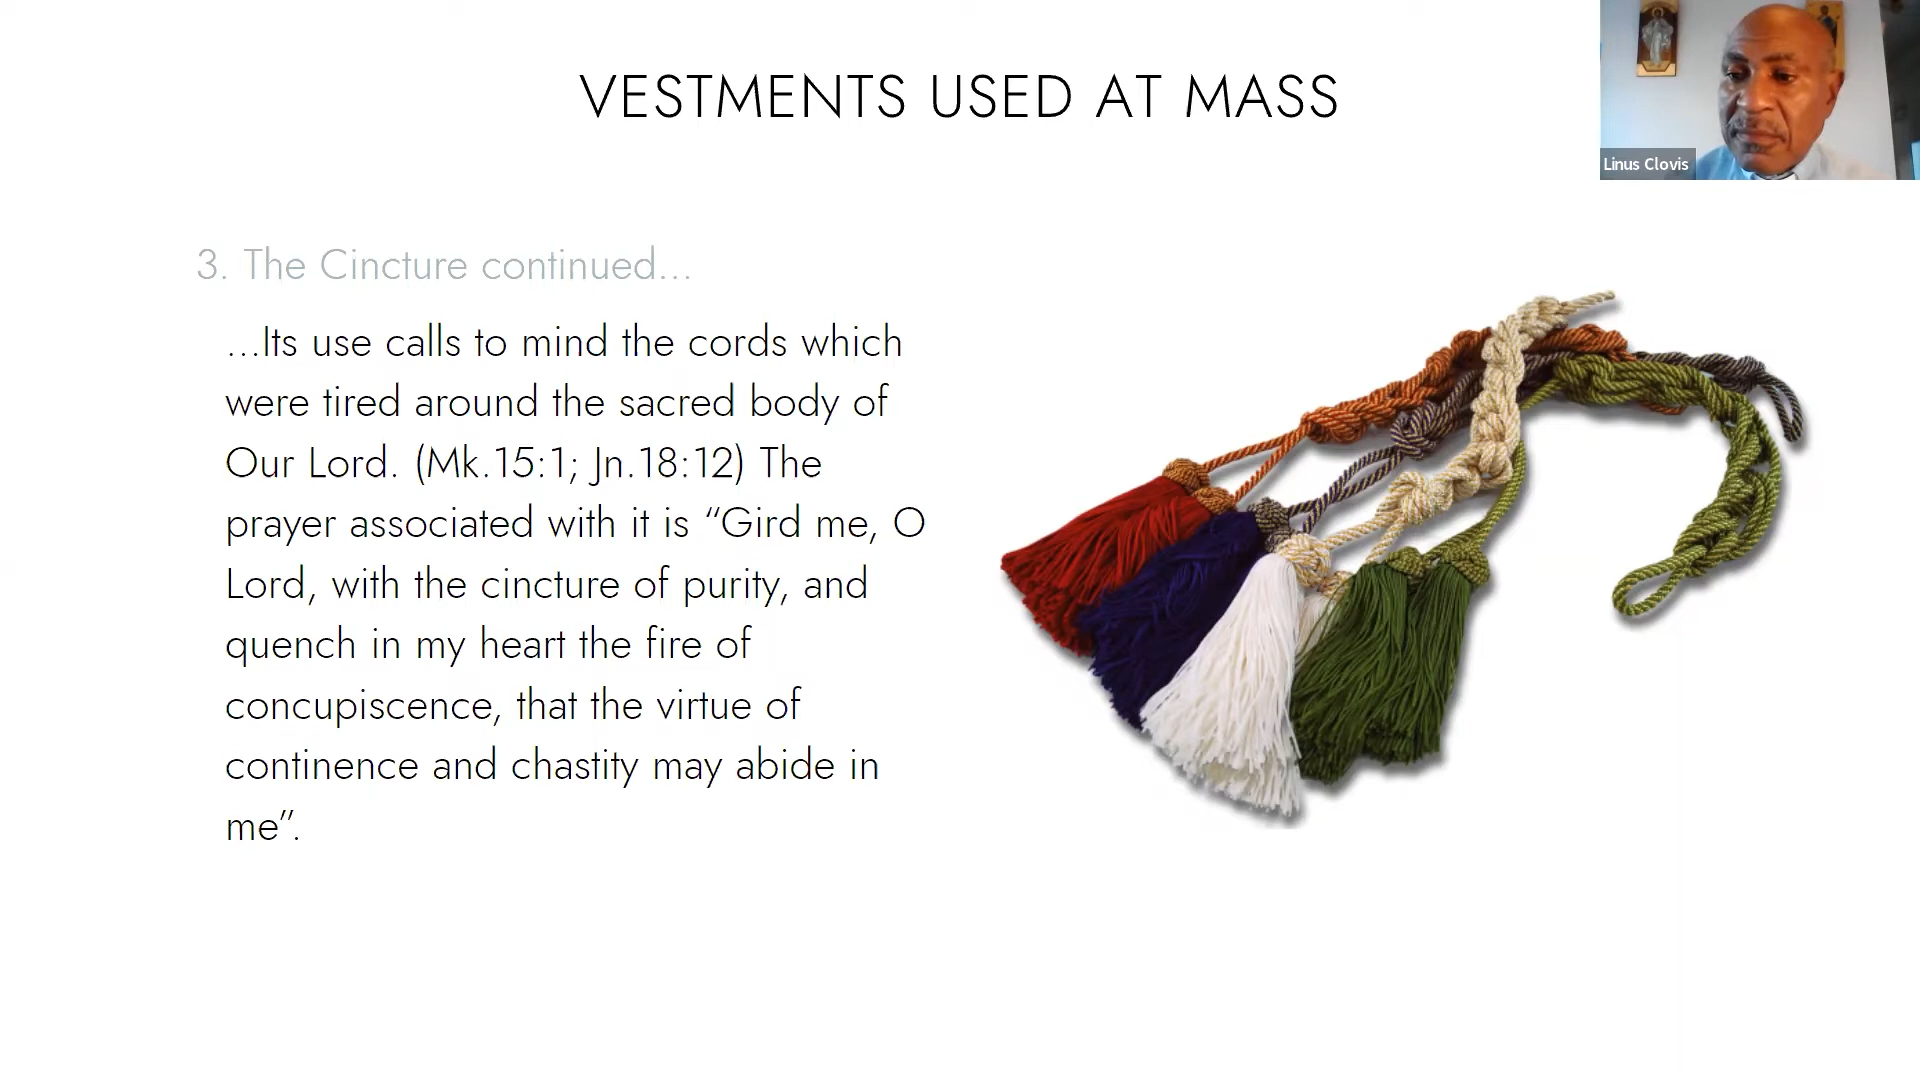 VESTMENTS USED AT MASS
Linus Clovis
3. The Cincture continued...
...Its use calls to mind the cords which
were tired around the sacred body of
Our Lord. (Mk.15:1; Jn.18:12) The
prayer associated with it is “Gird me, O
Lord, with the cincture of purity, and
quench in my heart the fire of
concupiscence, that the virtue of
continence and chastity may abide in
me”.